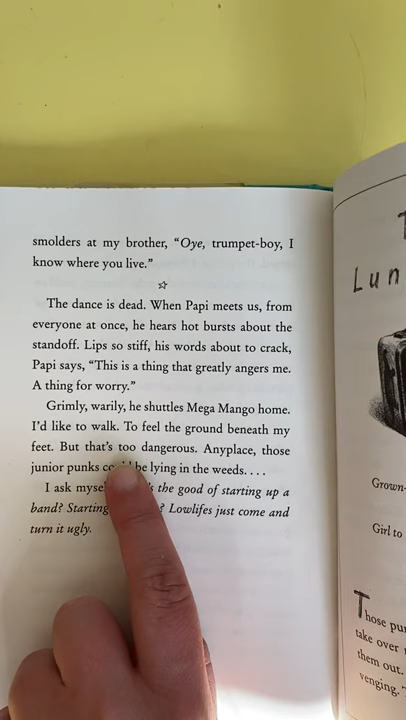 smolders at my brother, “Oye, trumpet-boy, I
know where you live.”
☆
The dance is dead. When Papi meets us, from
everyone at once, he hears hot bursts about the
standoff. Lips so stiff, his words about to crack,
Papi says, “This is a thing that greatly angers me.
A thing for worry.”
Grimly, warily, he shuttles Mega Mango home.
I’d like to walk. To feel the ground beneath my
feet. But that’s too dangerous. Anyplace, those
junior punks be lying in the weeds. . . .
I ask the good of starting up a
band? Starting ? Lowlifes just come and
turn it ugly.
Lun
Grown-
Girl to
Those pu
take over
them out.
venging.